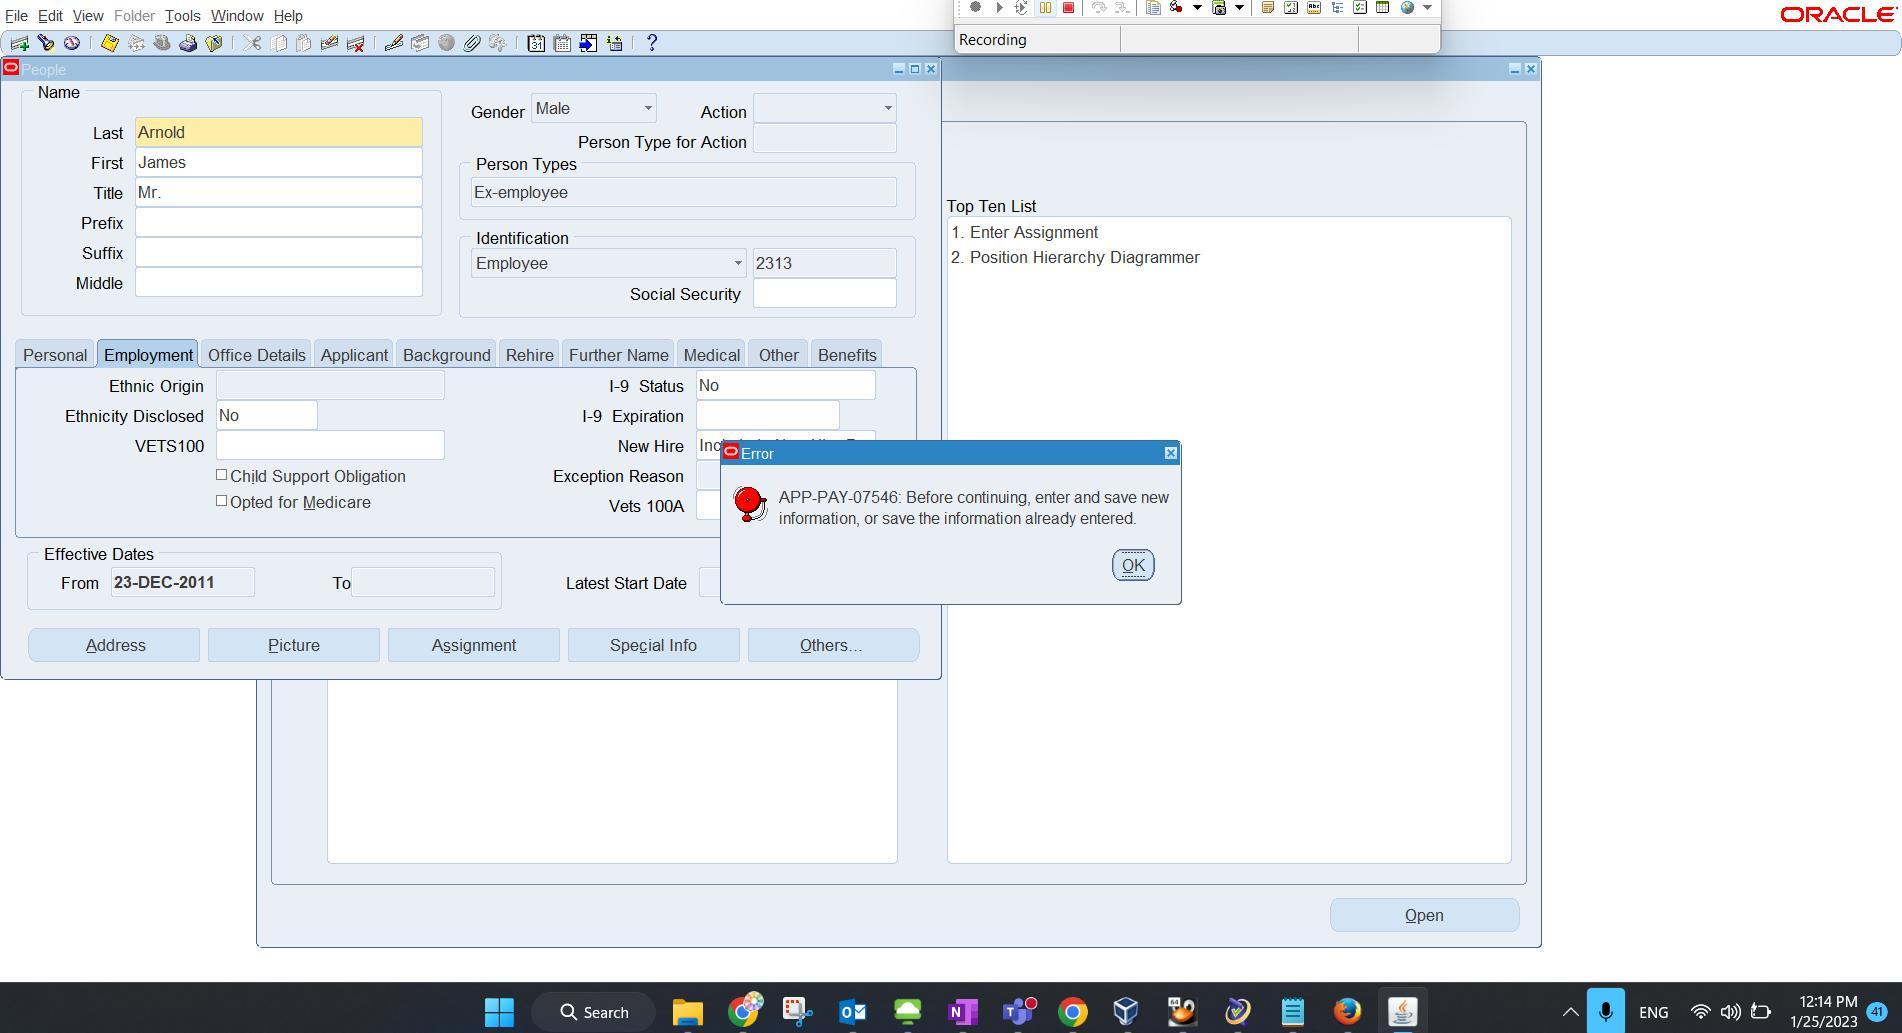 File Edit View Folder Tools Window Help
Recording
ORACLE
People
Name
Last Arnold
First James
Title Mr.
Prefix
Suffix
Middle
Gender Male
Action
Person Type for Action
Person Types
Ex-employee
Identification
Employee 2313
Social Security
Top Ten List
1. Enter Assignment
2. Position Hierarchy Diagrammer
Personal Employment Office Details Applicant Background Rehire Further Name Medical Other Benefits
Ethnic Origin
Ethnicity Disclosed No
VETS100
Child Support Obligation
Opted for Medicare
I-9 Status No
I-9 Expiration
New Hire
Exception Reason
Vets 100A
Error
APP-PAY-07546: Before continuing, enter and save new
information, or save the information already entered.
OK
Effective Dates
From 23-DEC-2011 To
Latest Start Date
Address Picture Assignment Special Info Others...
Open
Search
ENG
12:14 PM
1/25/2023
41